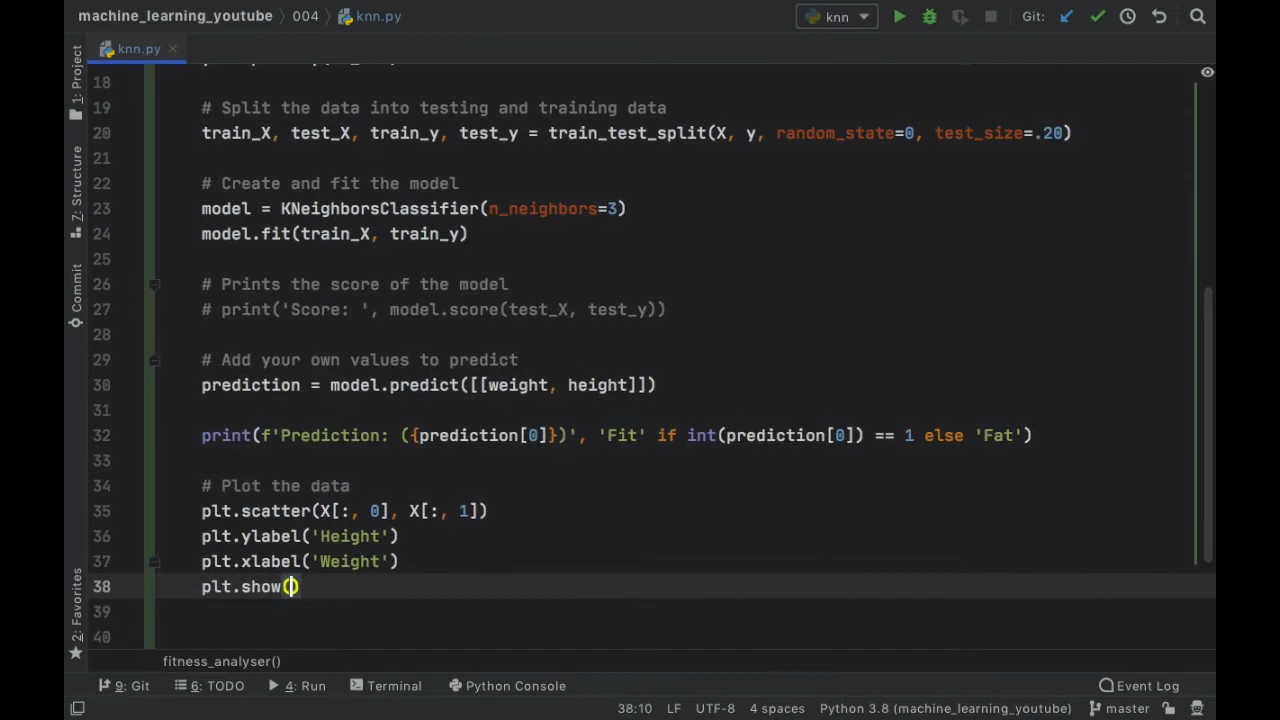 machine_learning_youtube 004 knn.py knn Git:
knn.py
18
19 # Split the data into testing and training data
20 train_X, test_X, train_y, test_y = train_test_split(X, y, random_state=0, test_size=.20)
21
22 # Create and fit the model
23 model = KNeighborsClassifier(n_neighbors=3)
24 model.fit(train_X, train_y)
25
26 # Prints the score of the model
27 # print('Score: ', model.score(test_X, test_y))
28
29 # Add your own values to predict
30 prediction = model.predict([[weight, height]])
31
32 print(f'Prediction: ({prediction[0]})', 'Fit' if int(prediction[0]) == 1 else 'Fat')
33
34 # Plot the data
35 plt.scatter(X[:, 0], X[:, 1])
36 plt.ylabel('Height')
37 plt.xlabel('Weight')
38 plt.show()
39
40
1: Project
7: Structure
Commit
2: Favorites
fitness_analyser()
9: Git 6: TODO 4: Run Terminal Python Console Event Log
38:10 LF UTF-8 4 spaces Python 3.8 (machine_learning_youtube) master